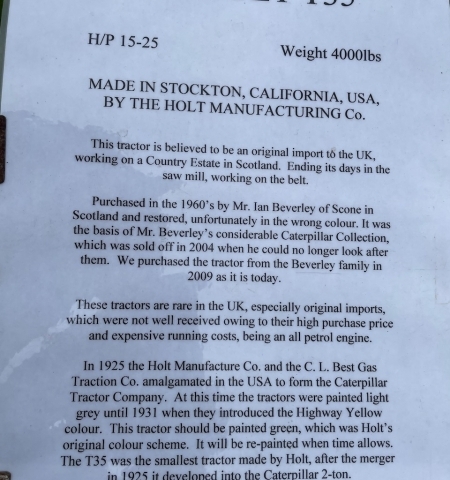 T35
H/P 15-25
Weight 4000lbs
MADE IN STOCKTON, CALIFORNIA, USA,
BY THE HOLT MANUFACTURING Co.
This tractor is believed to be an original import to the UK,
working on a Country Estate in Scotland. Ending its days in the
saw mill, working on the belt.
Purchased in the 1960's by Mr. Ian Beverley of Scone in
Scotland and restored, unfortunately in the wrong colour. It was
the basis of Mr. Beverley's considerable Caterpillar Collection,
which was sold off in 2004 when he could no longer look after
them. We purchased the tractor from the Beverley family in
2009 as it is today.
These tractors are rare in the UK, especially original imports,
which were not well received owing to their high purchase price
and expensive running costs, being an all petrol engine.
In 1925 the Holt Manufacture Co. and the C. L. Best Gas
Traction Co. amalgamated in the USA to form the Caterpillar
Tractor Company. At this time the tractors were painted light
grey until 1931 when they introduced the Highway Yellow
colour. This tractor should be painted green, which was Holt's
original colour scheme. It will be re-painted when time allows.
The T35 was the smallest tractor made by Holt, after the merger
in 1925 it developed into the Caterpillar 2-ton.